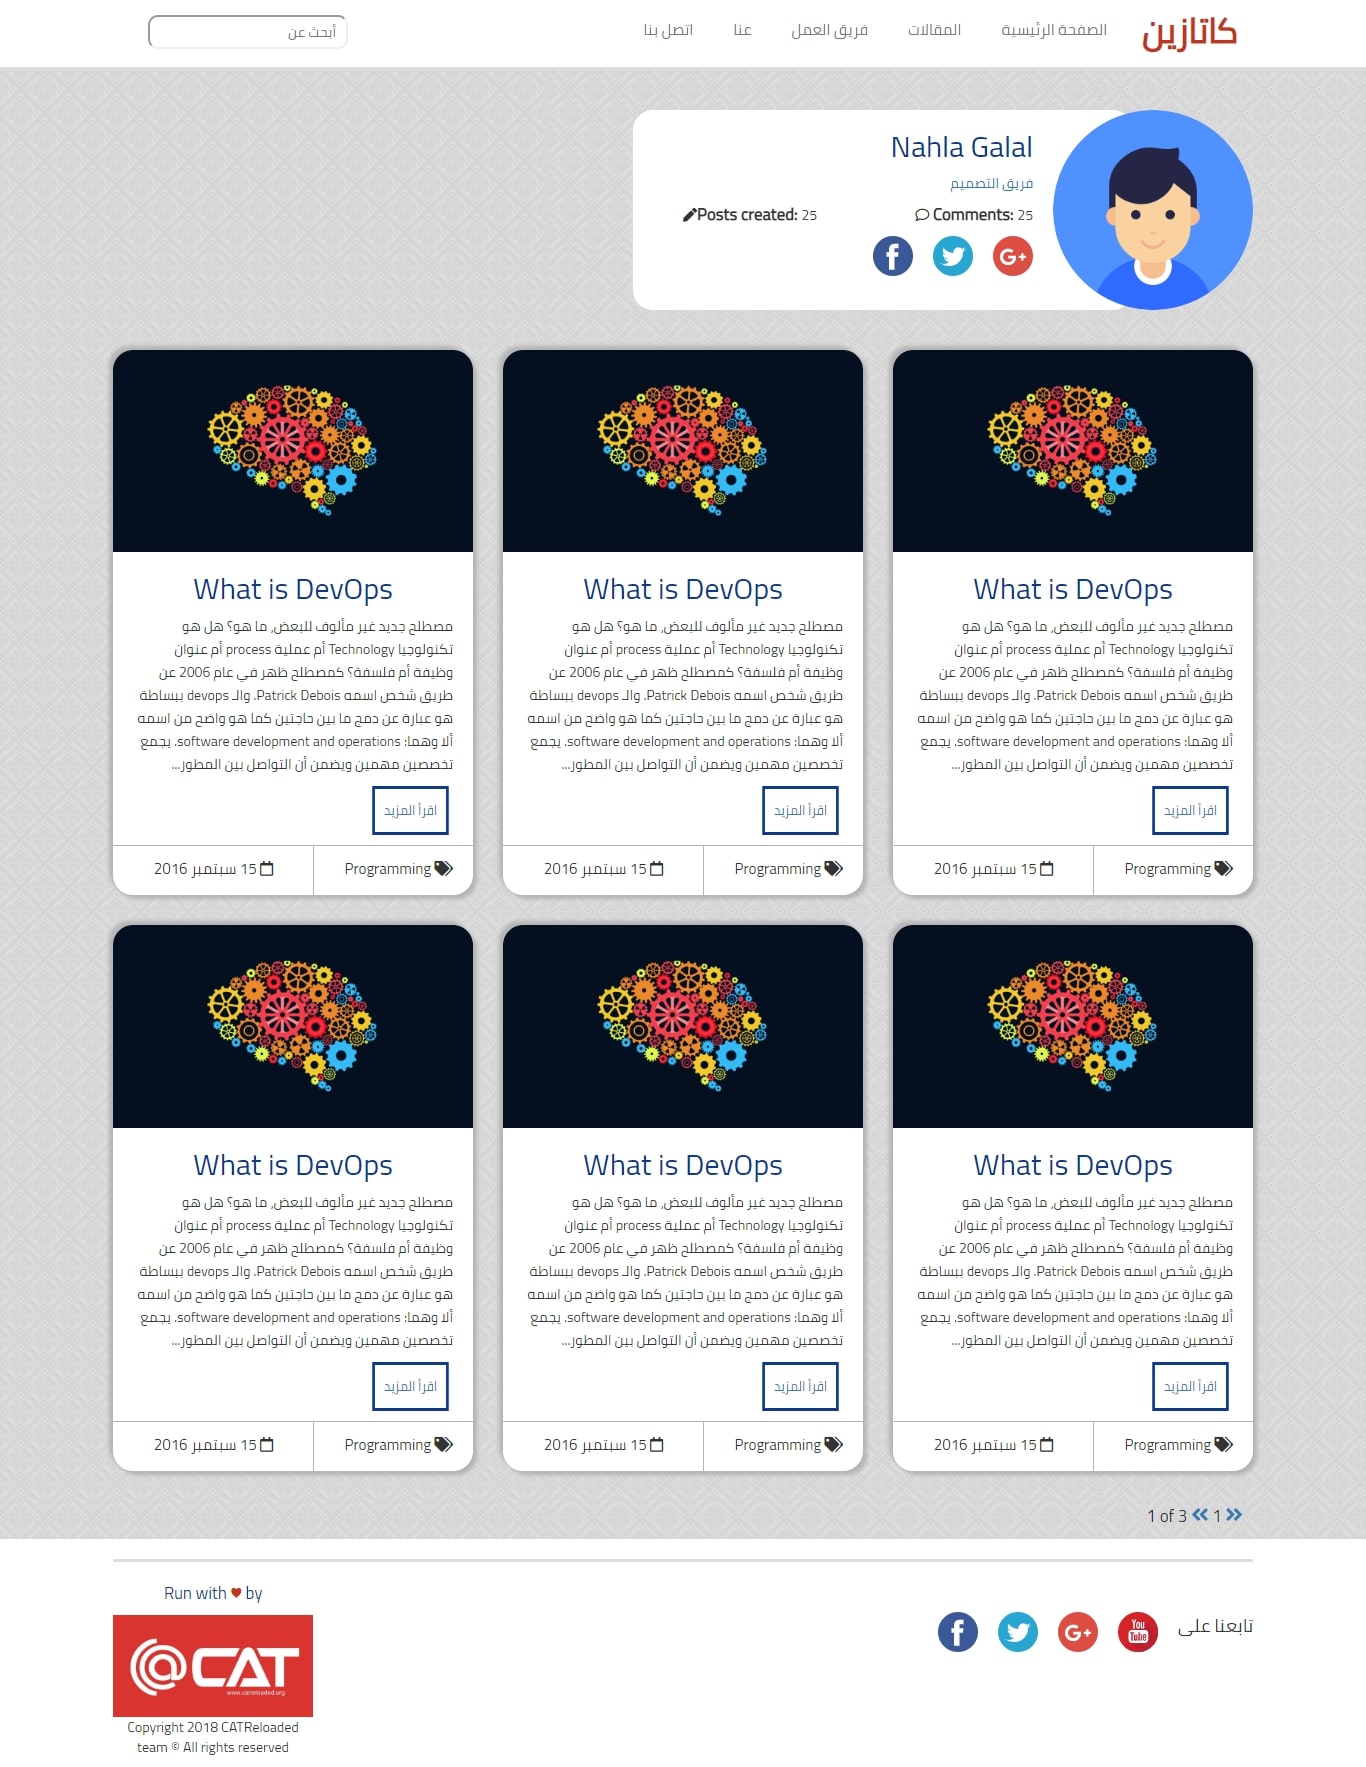 كاتازين
الصفحة الرئيسية
المقالات
فريق العمل
عنا
اتصل بنا
أبحث عن
Nahla Galal
فريق التصميم
Comments: 25
Posts created: 25
What is DevOps
مصطلح جديد غير مألوف للبعض, ما هو؟ هل هو
تكنولوجيا Technology أم عملية process أم عنوان
وظيفة أم فلسفة؟ كمصطلح ظهر في عام 2006 عن
طريق شخص اسمه Patrick Debois. والـ devops ببساطة
هو عبارة عن دمج ما بين حاجتين كما هو واضح من اسمه
ألا وهما: software development and operations. يجمع
تخصصين مهمين ويضمن أن التواصل بين المطور...
اقرأ المزيد
Programming
15 سبتمبر 2016
What is DevOps
مصطلح جديد غير مألوف للبعض, ما هو؟ هل هو
تكنولوجيا Technology أم عملية process أم عنوان
وظيفة أم فلسفة؟ كمصطلح ظهر في عام 2006 عن
طريق شخص اسمه Patrick Debois. والـ devops ببساطة
هو عبارة عن دمج ما بين حاجتين كما هو واضح من اسمه
ألا وهما: software development and operations. يجمع
تخصصين مهمين ويضمن أن التواصل بين المطور...
اقرأ المزيد
Programming
15 سبتمبر 2016
What is DevOps
مصطلح جديد غير مألوف للبعض, ما هو؟ هل هو
تكنولوجيا Technology أم عملية process أم عنوان
وظيفة أم فلسفة؟ كمصطلح ظهر في عام 2006 عن
طريق شخص اسمه Patrick Debois. والـ devops ببساطة
هو عبارة عن دمج ما بين حاجتين كما هو واضح من اسمه
ألا وهما: software development and operations. يجمع
تخصصين مهمين ويضمن أن التواصل بين المطور...
اقرأ المزيد
Programming
15 سبتمبر 2016
What is DevOps
مصطلح جديد غير مألوف للبعض, ما هو؟ هل هو
تكنولوجيا Technology أم عملية process أم عنوان
وظيفة أم فلسفة؟ كمصطلح ظهر في عام 2006 عن
طريق شخص اسمه Patrick Debois. والـ devops ببساطة
هو عبارة عن دمج ما بين حاجتين كما هو واضح من اسمه
ألا وهما: software development and operations. يجمع
تخصصين مهمين ويضمن أن التواصل بين المطور...
اقرأ المزيد
Programming
15 سبتمبر 2016
What is DevOps
مصطلح جديد غير مألوف للبعض, ما هو؟ هل هو
تكنولوجيا Technology أم عملية process أم عنوان
وظيفة أم فلسفة؟ كمصطلح ظهر في عام 2006 عن
طريق شخص اسمه Patrick Debois. والـ devops ببساطة
هو عبارة عن دمج ما بين حاجتين كما هو واضح من اسمه
ألا وهما: software development and operations. يجمع
تخصصين مهمين ويضمن أن التواصل بين المطور...
اقرأ المزيد
Programming
15 سبتمبر 2016
What is DevOps
مصطلح جديد غير مألوف للبعض, ما هو؟ هل هو
تكنولوجيا Technology أم عملية process أم عنوان
وظيفة أم فلسفة؟ كمصطلح ظهر في عام 2006 عن
طريق شخص اسمه Patrick Debois. والـ devops ببساطة
هو عبارة عن دمج ما بين حاجتين كما هو واضح من اسمه
ألا وهما: software development and operations. يجمع
تخصصين مهمين ويضمن أن التواصل بين المطور...
اقرأ المزيد
Programming
15 سبتمبر 2016
1 of 3 « 1 »
تابعنا على
You
Tube
G+
Run with ♥ by
@CAT
www.catreloaded.org
Copyright 2018 CATReloaded
team © All rights reserved